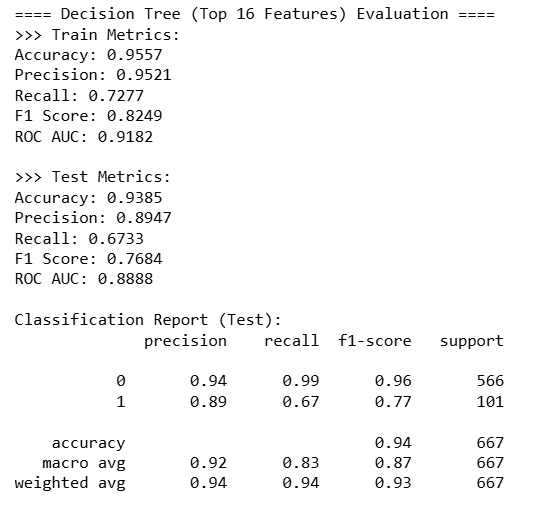 ==== Decision Tree (Top 16 Features) Evaluation ====
>>> Train Metrics:
Accuracy: 0.9557
Precision: 0.9521
Recall: 0.7277
F1 Score: 0.8249
ROC AUC: 0.9182
>>> Test Metrics:
Accuracy: 0.9385
Precision: 0.8947
Recall: 0.6733
F1 Score: 0.7684
ROC AUC: 0.8888
Classification Report (Test):
precision recall f1-score support
0 0.94 0.99 0.96 566
1 0.89 0.67 0.77 101
accuracy 0.94 667
macro avg 0.92 0.83 0.87 667
weighted avg 0.94 0.94 0.93 667